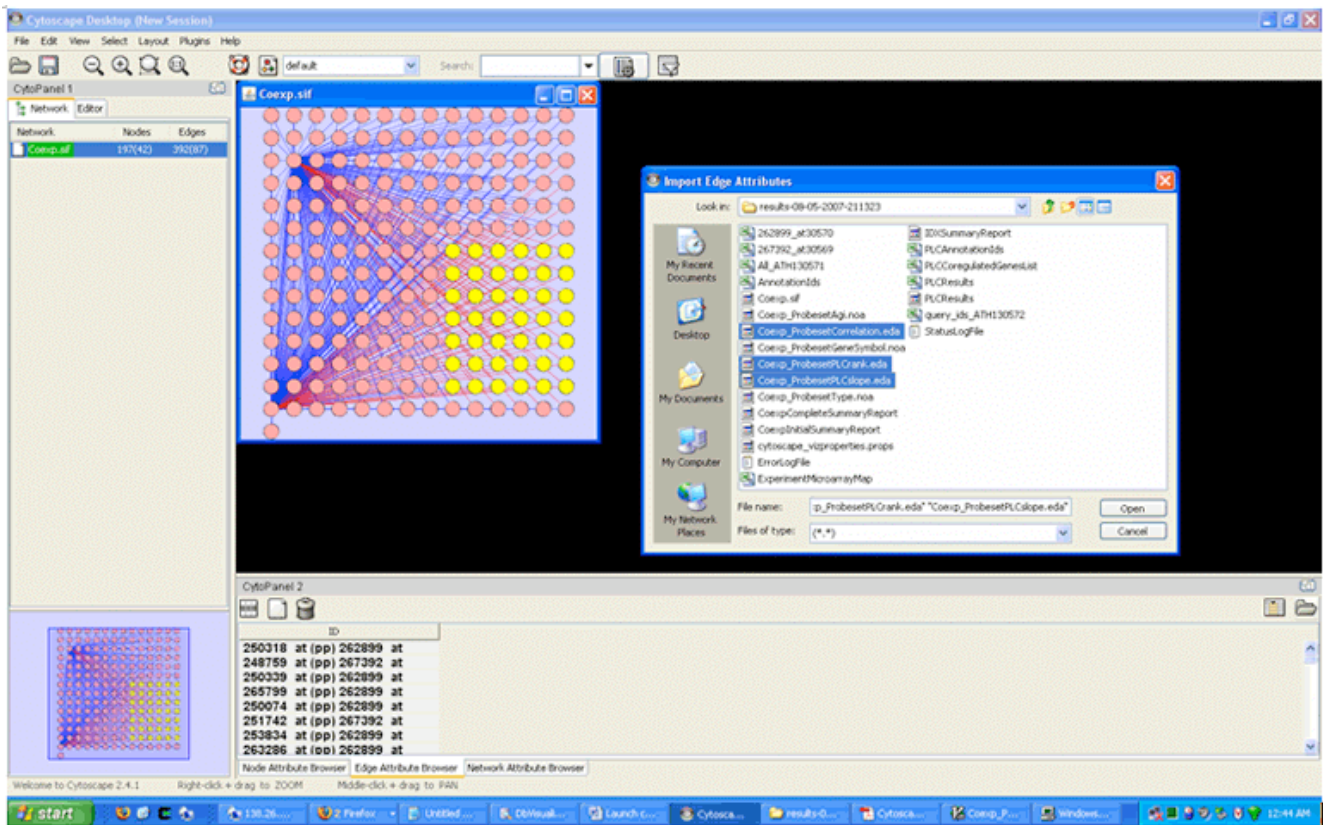 Cytoscape Desktop (New Session)
File Edit View Select Layout Plugins Help
default
Search:
CytoPanel 1
Network Editor
Network Nodes Edges
Coexp.sif 197(42) 392(87)
Coexp.sif
Import Edge Attributes
Look in: results-08-05-2007-211323
My Recent Documents
Desktop
My Documents
My Computer
My Network Places
262899_at30570
267392_at30569
All_ATH130571
AnnotationIds
Coexp.sif
Coexp_ProbesetAgi.noa
Coexp_ProbesetCorrelation.eda
Coexp_ProbesetGeneSymbol.noa
Coexp_ProbesetPLCrank.eda
Coexp_ProbesetPLCslope.eda
Coexp_ProbesetType.noa
CoexpCompleteSummaryReport
CoexpInitialSummaryReport
cytoscape_vizproperties.props
ErrorLogFile
ExperimentMicroarrayMap
IDXSummaryReport
PLCAnnotationIds
PLCCoregulatedGenesList
PLCResults
PLCResults
query_ids_ATH130572
StatusLogFile
File name: p_ProbesetPLCrank.eda" "Coexp_ProbesetPLCslope.eda"
Open
Files of type: (*.*)
Cancel
CytoPanel 2
ID
250318 at (pp) 262899 at
248759 at (pp) 267392 at
250339 at (pp) 262899 at
265799 at (pp) 262899 at
250074 at (pp) 262899 at
251742 at (pp) 267392 at
253834 at (pp) 262899 at
263286 at (pp) 262899 at
Node Attribute Browser Edge Attribute Browser Network Attribute Browser
Welcome to Cytoscape 2.4.1 Right-click + drag to ZOOM Middle-click + drag to PAN
start 138.26.... 2 Firefox Untitled ... DbVisual... Launch c... Cytosca... results-0... Cytosca... Coexp_P... Windows... 12:44 AM